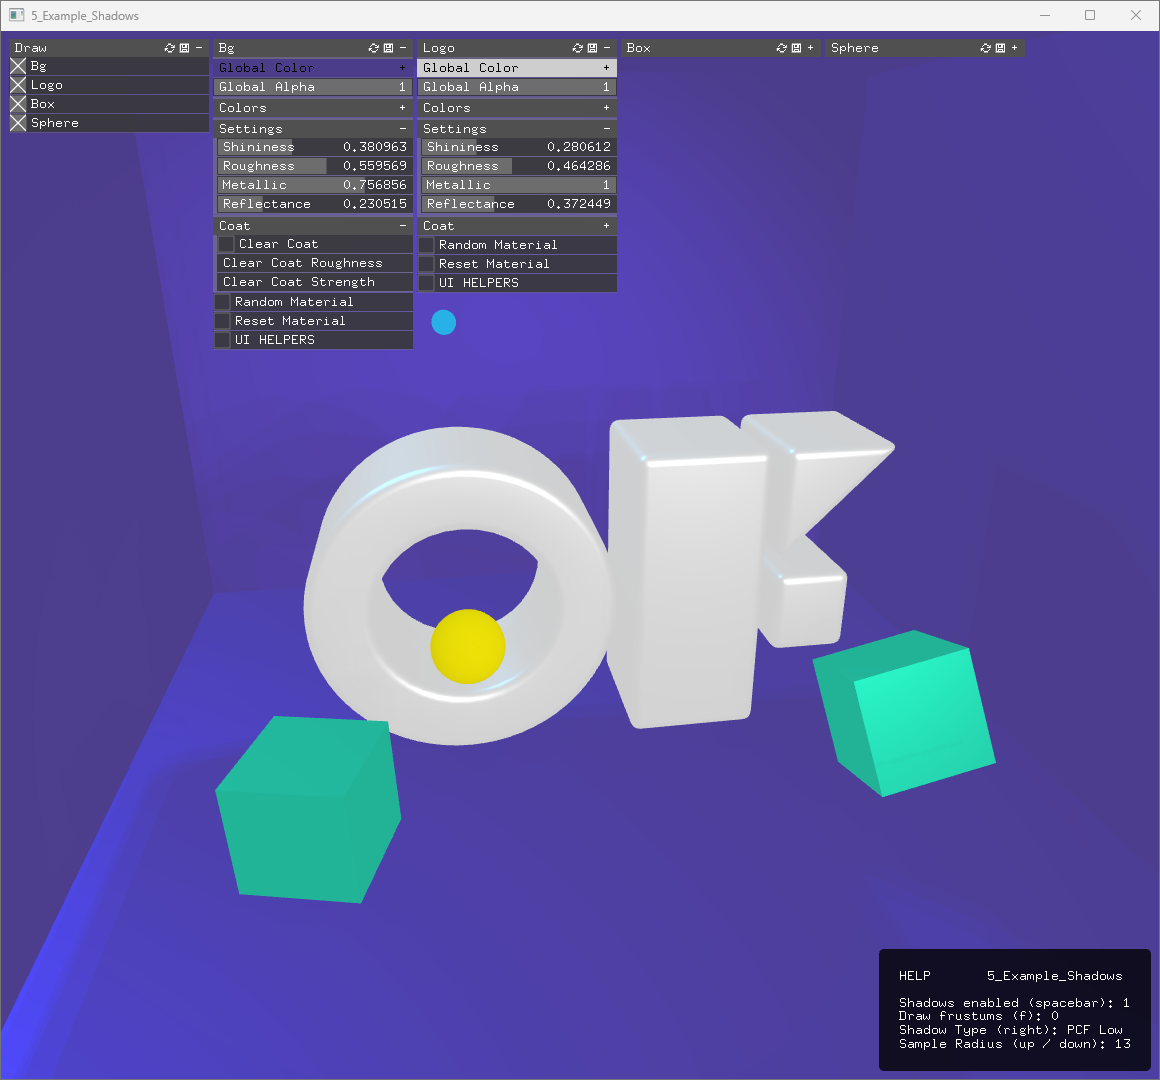 5_Example_Shadows
Draw
Bg
Logo
Box
Sphere
Bg
Global Color +
Global Alpha 1
Colors +
Settings −
Shininess 0.380963
Roughness 0.559569
Metallic 0.756856
Reflectance 0.230515
Coat −
Clear Coat
Clear Coat Roughness
Clear Coat Strength
Random Material
Reset Material
UI HELPERS
Logo
Global Color +
Global Alpha 1
Colors +
Settings −
Shininess 0.280612
Roughness 0.464286
Metallic 1
Reflectance 0.372449
Coat +
Random Material
Reset Material
UI HELPERS
Box
Sphere
OK
HELP 5_Example_Shadows
Shadows enabled (spacebar): 1
Draw frustums (f): 0
Shadow Type (right): PCF Low
Sample Radius (up / down): 13